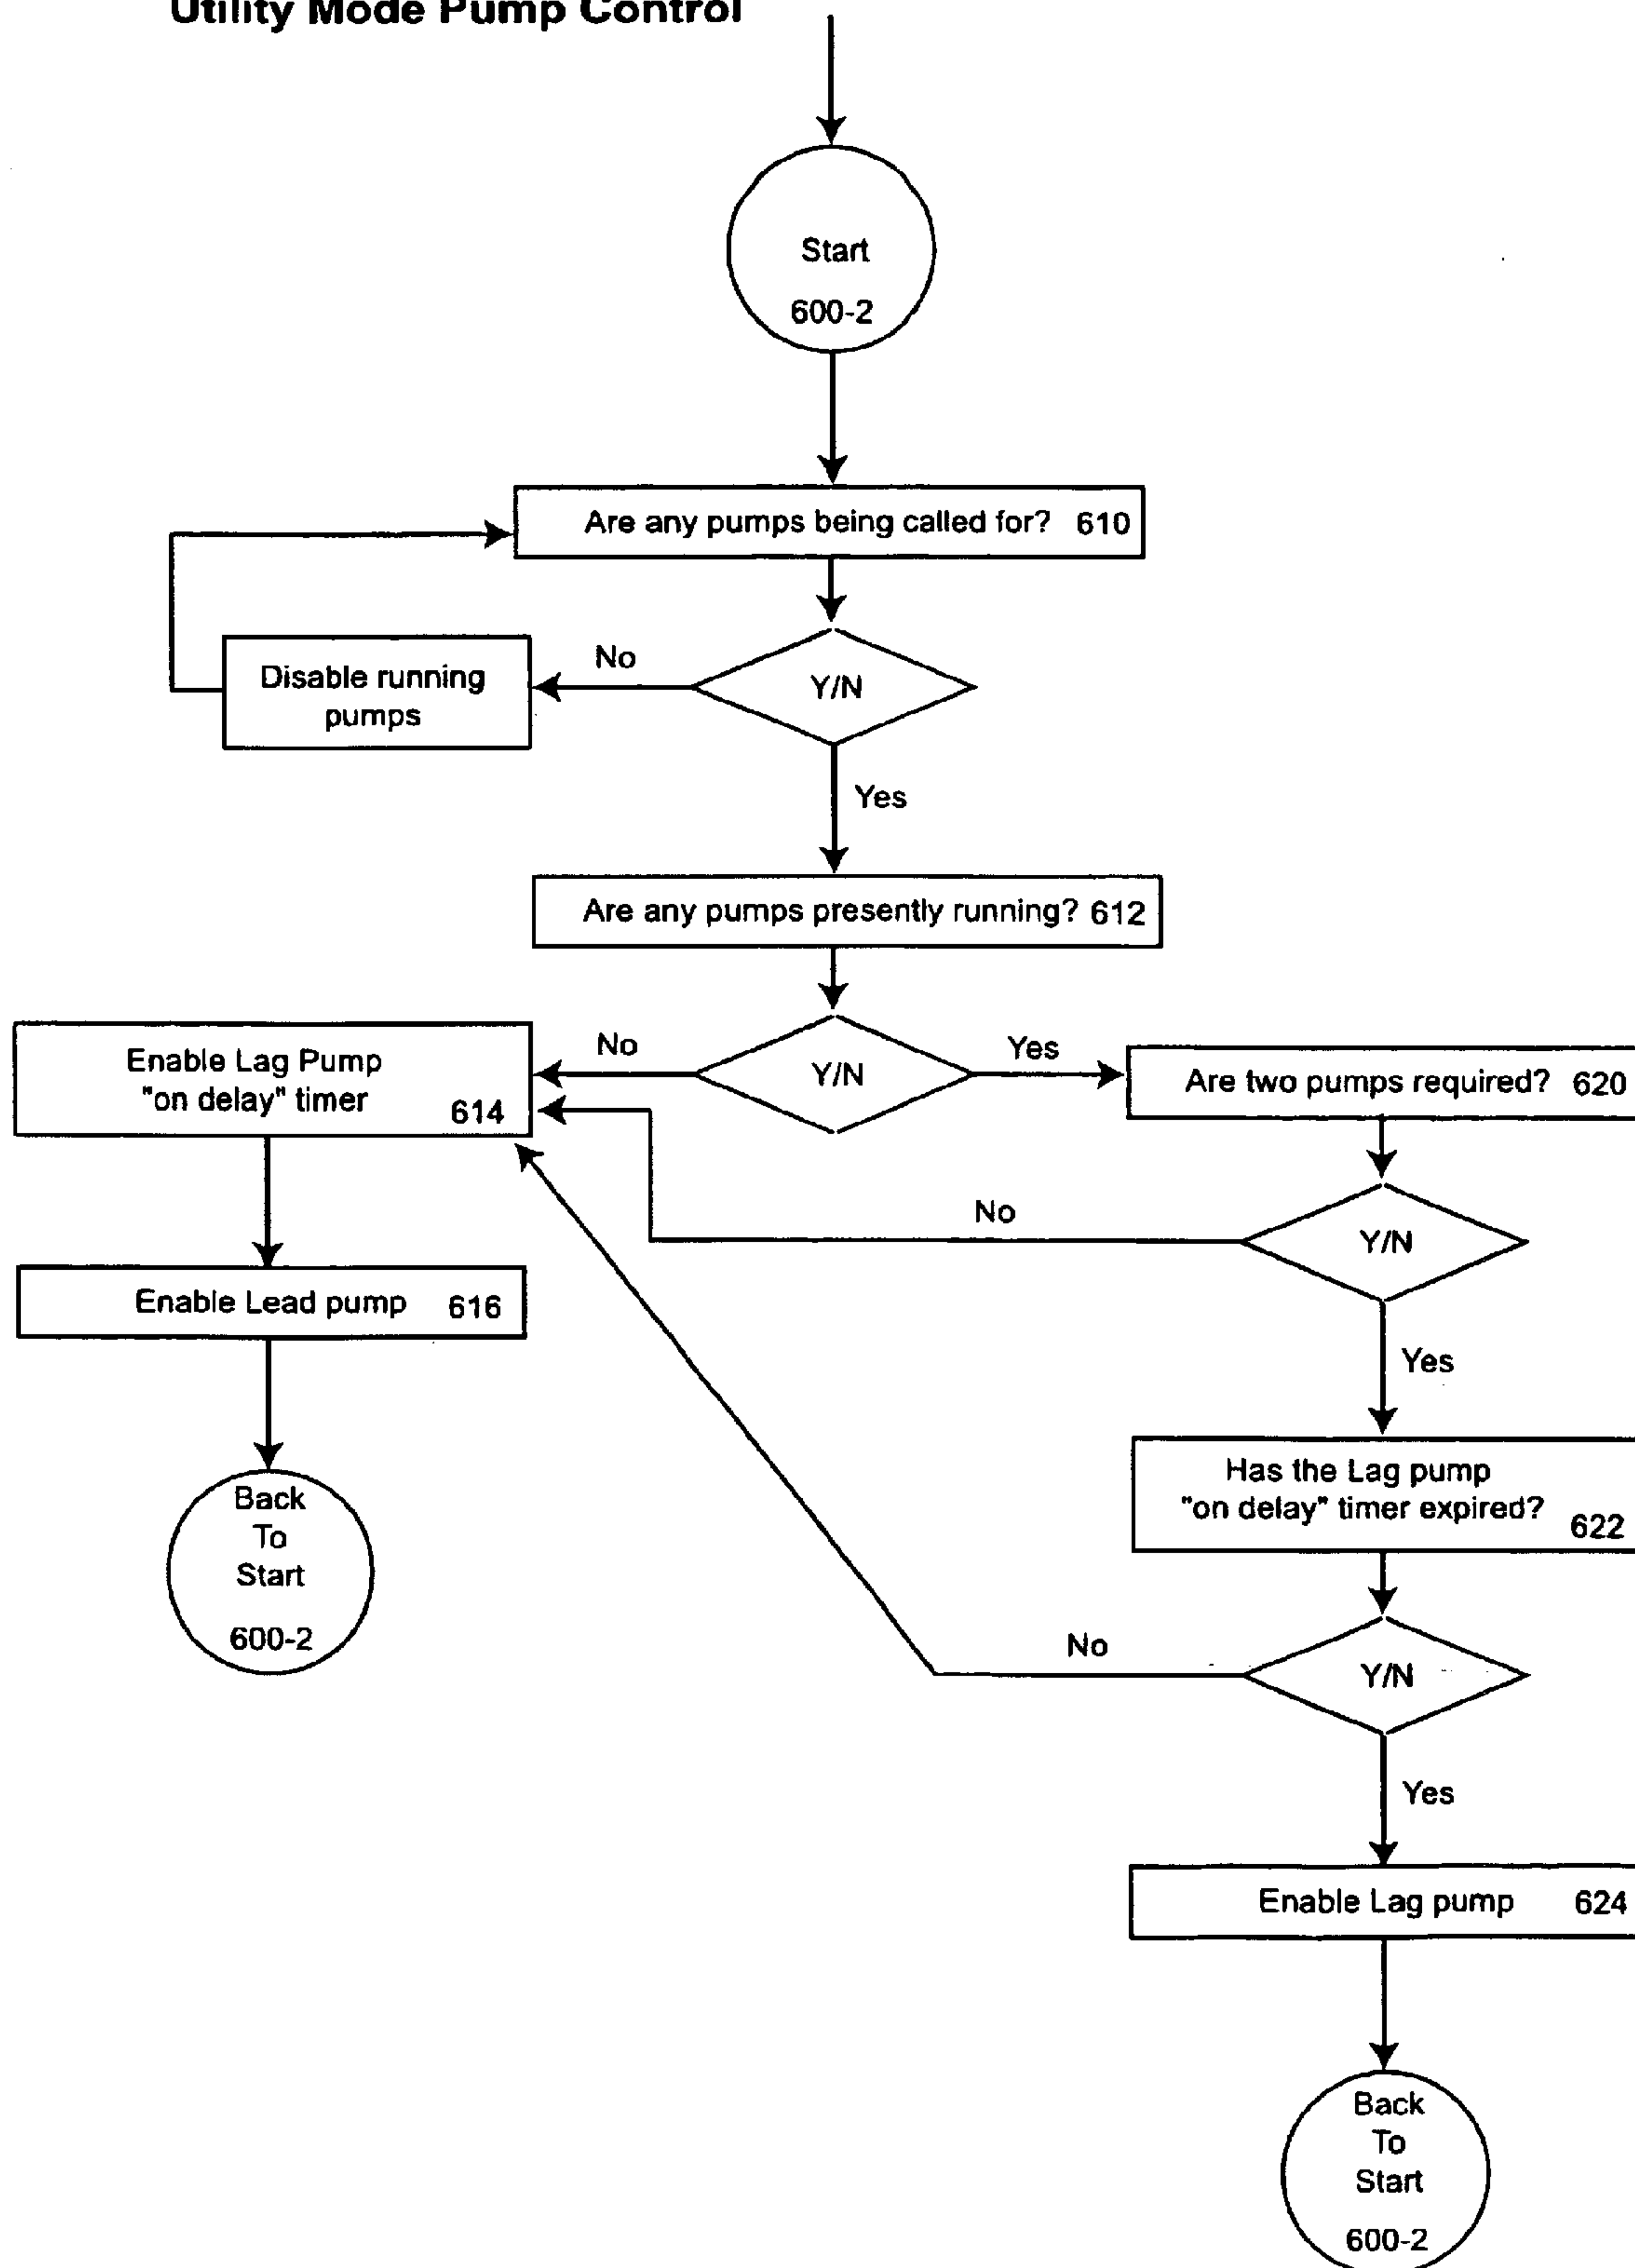 Utility Mode Pump Control
Start
600-2
Are any pumps being called for? 610
No
Y/N
Disable running
pumps
Yes
Are any pumps presently running? 612
No
Y/N
Yes
Enable Lag Pump
"on delay" timer
614
Are two pumps required? 620
No
Y/N
Enable Lead pump 616
Yes
Has the Lag pump
"on delay" timer expired?
622
Back
To
Start
600-2
No
Y/N
Yes
Enable Lag pump 624
Back
To
Start
600-2